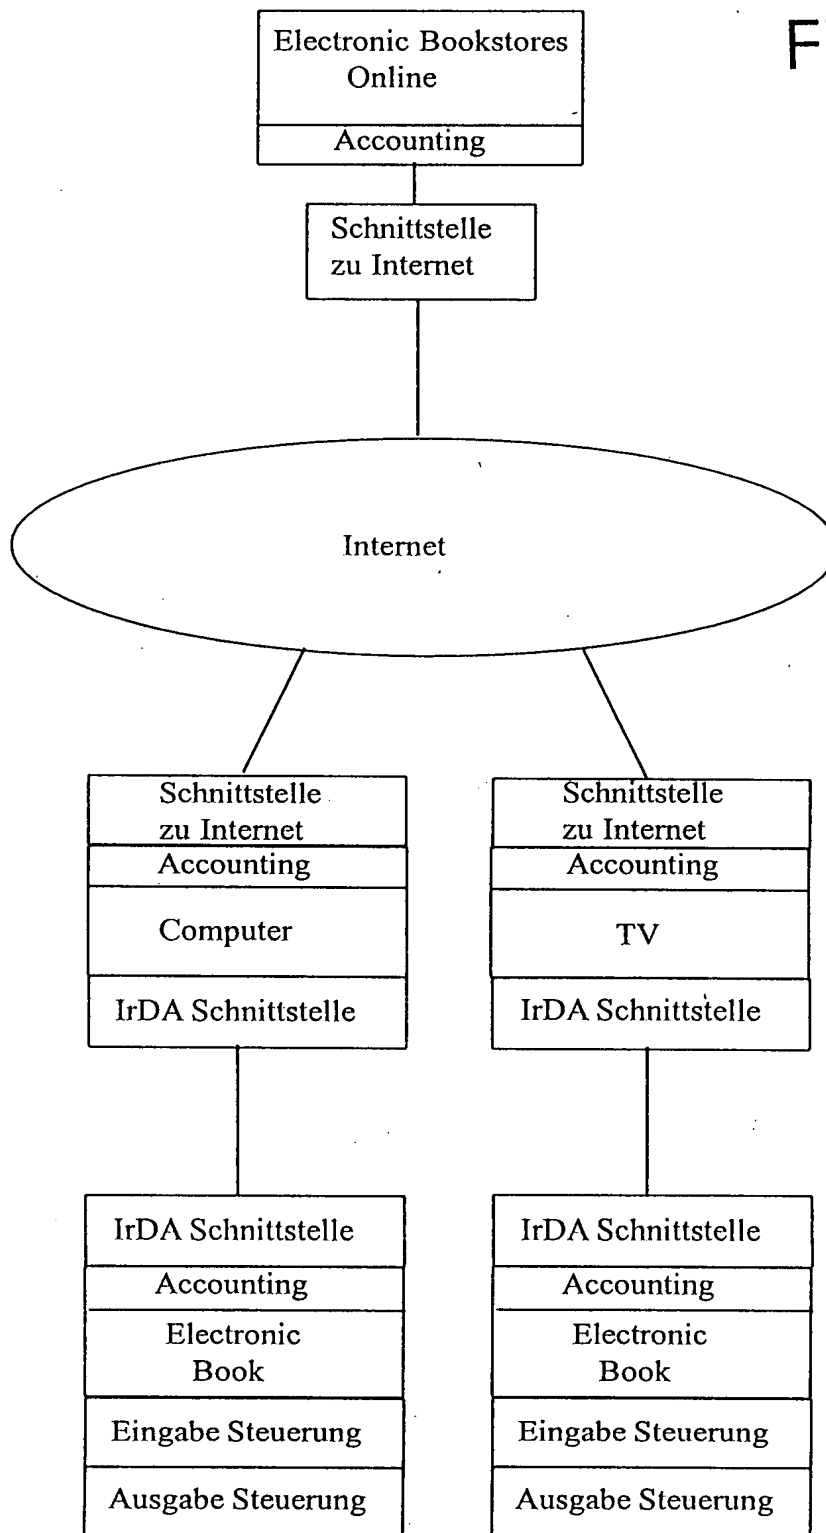 F
Electronic Bookstores
Online
Accounting
Schnittstelle
zu Internet
Internet
Schnittstelle
zu Internet
Accounting
Computer
IrDA Schnittstelle
Schnittstelle
zu Internet
Accounting
TV
IrDA Schnittstelle
IrDA Schnittstelle
Accounting
Electronic
Book
Eingabe Steuerung
Ausgabe Steuerung
IrDA Schnittstelle
Accounting
Electronic
Book
Eingabe Steuerung
Ausgabe Steuerung